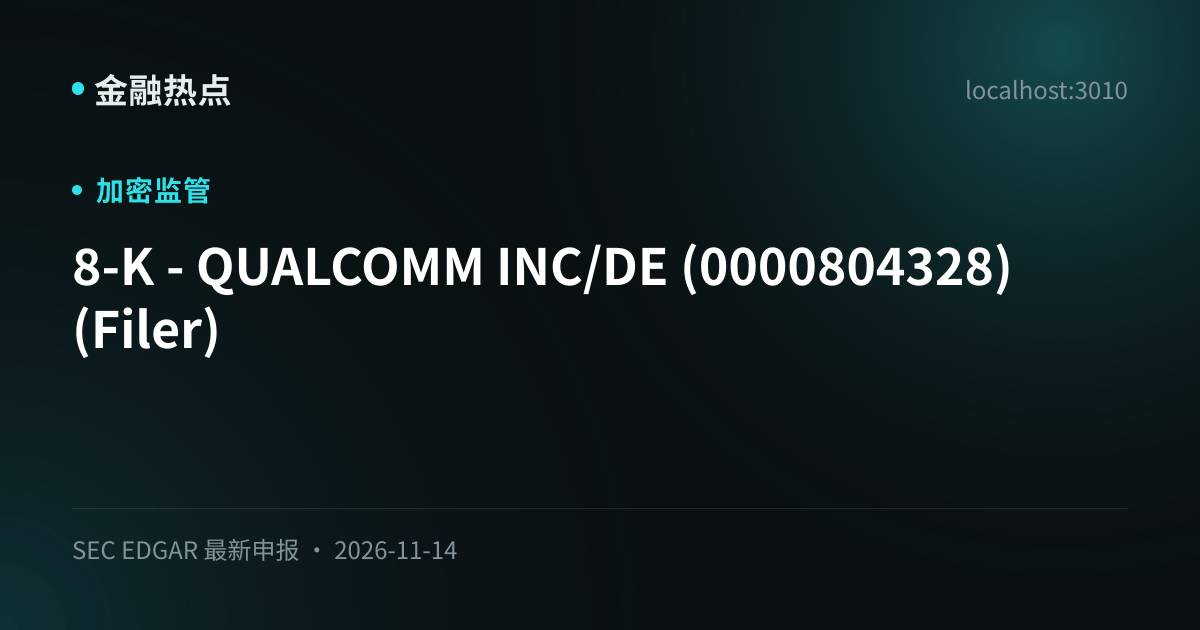 金融热点
localhost:3010
加密监管
8-K - QUALCOMM INC/DE (0000804328)
(Filer)
SEC EDGAR 最新申报 · 2026-11-14